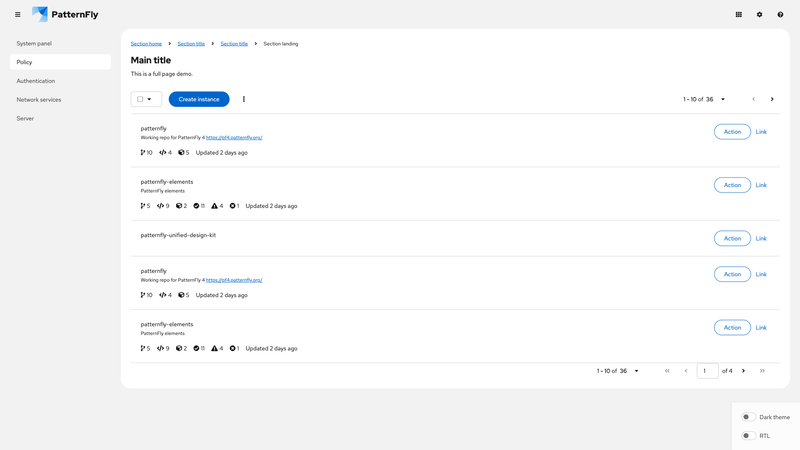 PatternFly
System panel
Policy
Authentication
Network services
Server
Section home Section title Section title Section landing
Main title
This is a full page demo.
Create instance 1 - 10 of 36
patternfly
Working repo for PatternFly 4 https://pf4.patternfly.org/
10 4 5 Updated 2 days ago
Action Link
patternfly-elements
PatternFly elements
5 9 2 11 4 1 Updated 2 days ago
Action Link
patternfly-unified-design-kit
Action Link
patternfly
Working repo for PatternFly 4 https://pf4.patternfly.org/
10 4 5 Updated 2 days ago
Action Link
patternfly-elements
PatternFly elements
5 9 2 11 4 1 Updated 2 days ago
Action Link
1 - 10 of 36 1 of 4
Dark theme
RTL